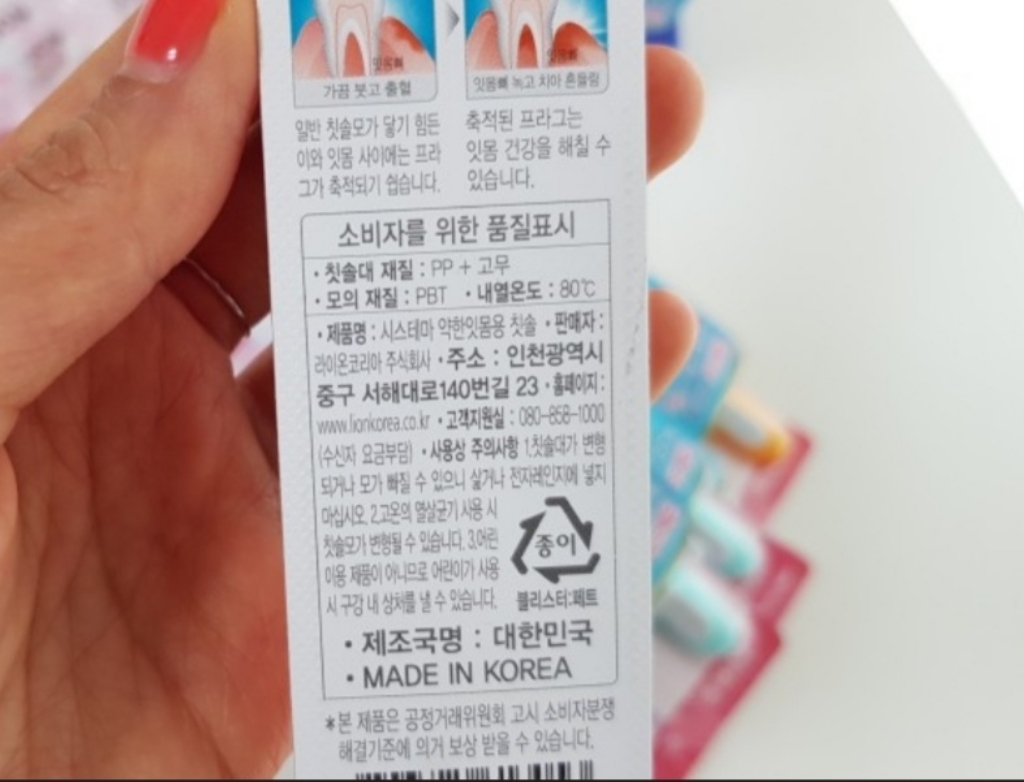 잇몸뼈
가끔 붓고 출혈
일반 칫솔모가 닿기 힘든
이와 잇몸 사이에는 프라
그가 축적되기 쉽습니다.
잇몸뼈
잇몸뼈 녹고 치아 흔들림
축적된 프라그는
잇몸 건강을 해칠 수
있습니다.
소비자를 위한 품질표시
• 칫솔대 재질 : PP + 고무
• 모의 재질 : PBT • 내열온도 : 80℃
• 제품명 : 시스테마 약한잇몸용 칫솔 • 판매자 :
라이온코리아 주식회사 • 주소 : 인천광역시
중구 서해대로140번길 23 • 홈페이지 :
www.lionkorea.co.kr • 고객지원실 : 080-858-1000
(수신자 요금부담) • 사용상 주의사항 1.칫솔대가 변형
되거나 모가 빠질 수 있으니 삶거나 전자레인지에 넣지
마십시오. 2.고온의 열살균기 사용 시
칫솔모가 변형될 수 있습니다. 3.어린
이용 제품이 아니므로 어린이가 사용
시 구강 내 상처를 낼 수 있습니다.
종이
블리스터:페트
• 제조국명 : 대한민국
• MADE IN KOREA
*본 제품은 공정거래위원회 고시 소비자분쟁
해결기준에 의거 보상 받을 수 있습니다.